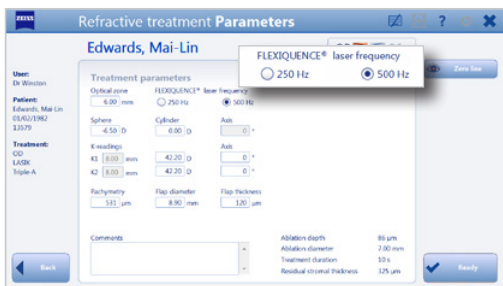 ZEISS
Refractive treatment Parameters
?
Edwards, Mai-Lin
FLEXIQUENCE® laser frequency
250 Hz 500 Hz
Zero line
User:
Dr Winston
Patient:
Edwards, Mai-Lin
01/02/1982
13579
Treatment:
OD
LASIK
Triple-A
Treatment parameters
Optical zone FLEXIQUENCE® laser frequency
6.00 mm 250 Hz 500 Hz
Sphere Cylinder Axis
-6.50 D 0.00 D 0 °
K-readings Axis
K1 8.00 mm 42.20 D 0 °
K2 8.00 mm 42.20 D 0 °
Pachymetry Flap diameter Flap thickness
531 µm 8.90 mm 120 µm
Comments
Ablation depth 86 µm
Ablation diameter 7.00 mm
Treatment duration 10 s
Residual stromal thickness 325 µm
Back
Ready